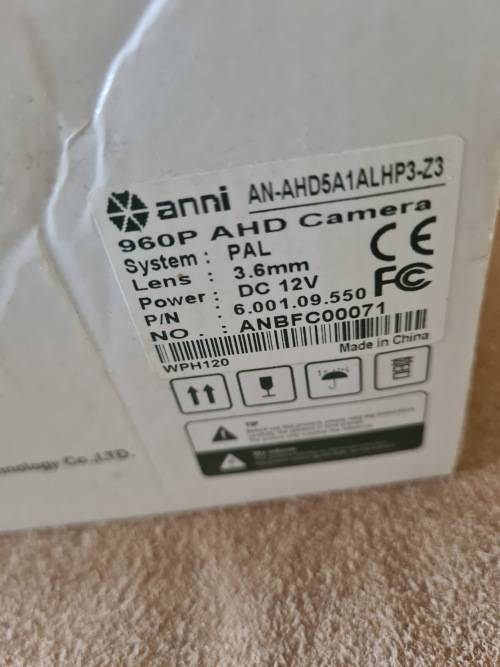 anni AN-AHD5A1ALHP3-Z3
960P AHD Camera
System : PAL
Lens : 3.6mm
Power : DC 12V
P/N : 6.001.09.550
NO . : ANBFC00071
CE
FC
WPH120
Made in China
TIP
nology Co.,LTD.